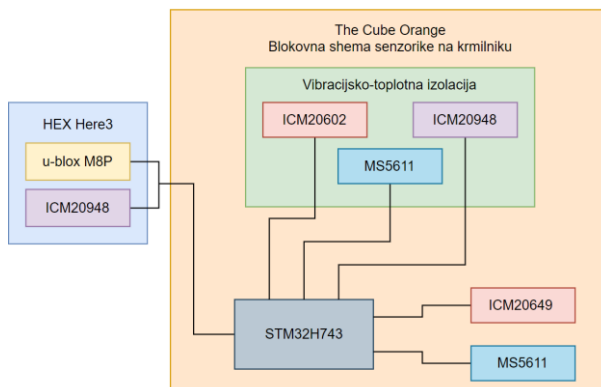 The Cube Orange
Blokovna shema senzorike na krmilniku
Vibracijsko-toplotna izolacija
ICM20602
ICM20948
MS5611
HEX Here3
u-blox M8P
ICM20948
STM32H743
ICM20649
MS5611